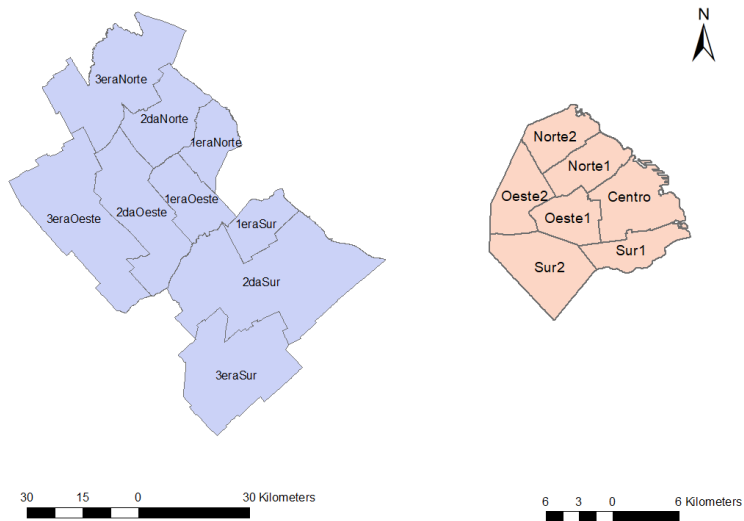 N
3eraNorte
2daNorte
1eraNorte
3eraOeste
2daOeste
1eraOeste
1eraSur
2daSur
3eraSur
Norte2
Norte1
Oeste2
Centro
Oeste1
Sur1
Sur2
30 15 0 30 Kilometers
6 3 0 6 Kilometers